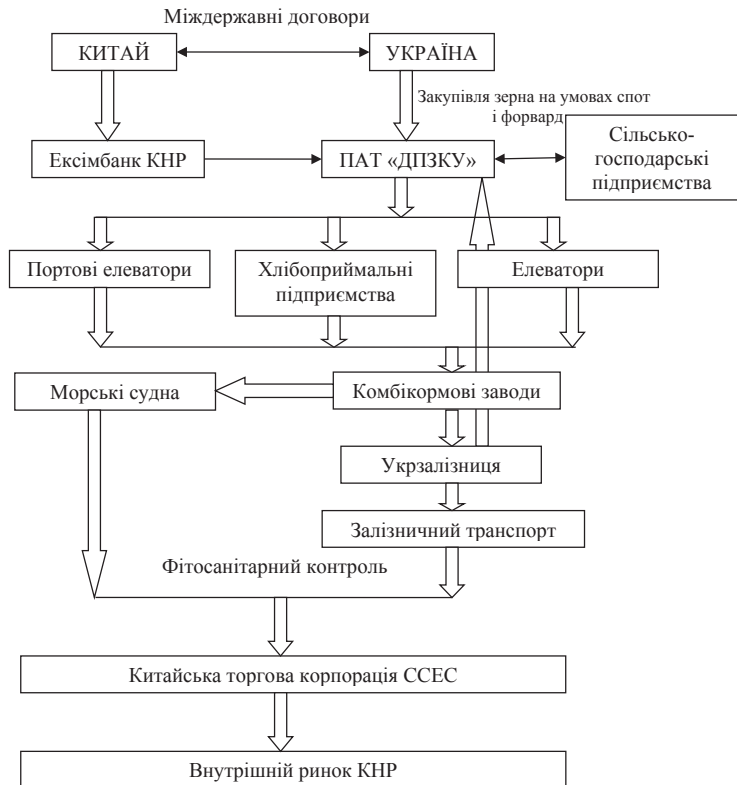 Міждержавні договори
КИТАЙ
УКРАЇНА
Закупівля зерна на умовах спот
і форвард
Ексімбанк КНР
ПАТ «ДПЗКУ»
Сільсько-
господарські
підприємства
Портові елеватори
Хлібоприймальні
підприємства
Елеватори
Морські судна
Комбікормові заводи
Укрзалізниця
Залізничний транспорт
Фітосанітарний контроль
Китайська торгова корпорація ССЕС
Внутрішній ринок КНР